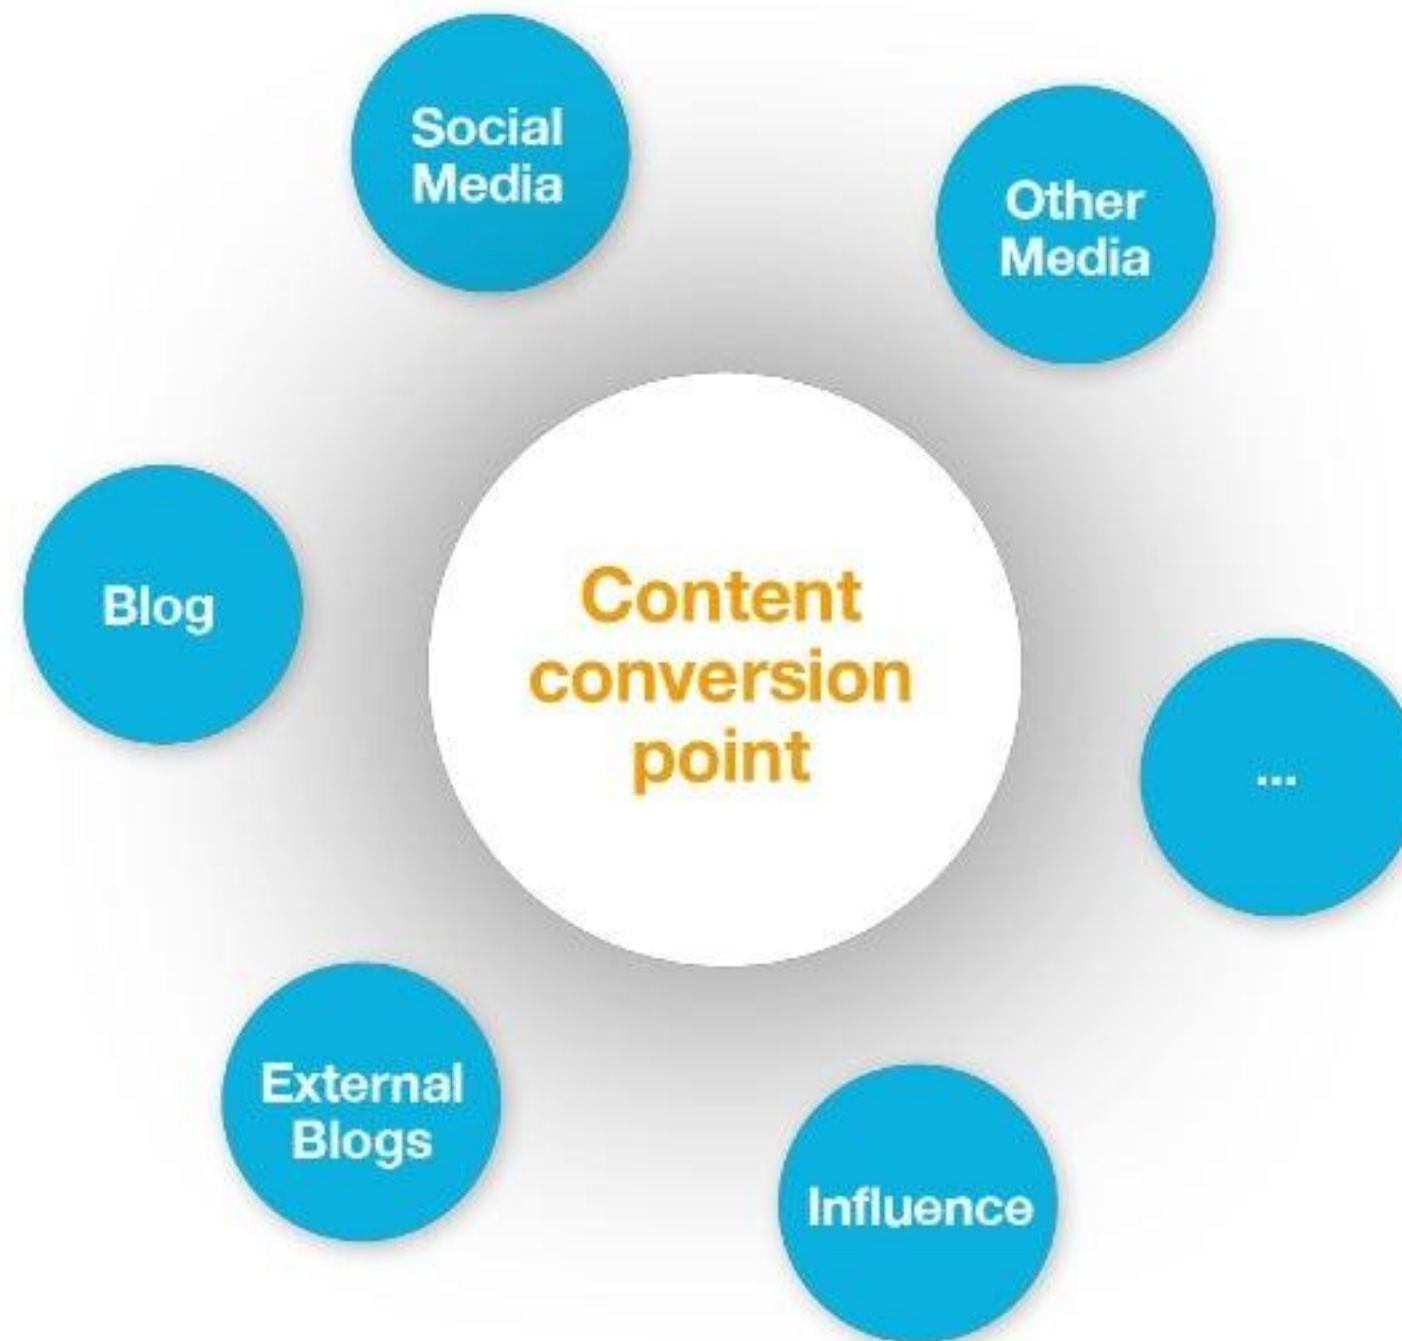 Social
Media
Other
Media
Blog
Content
conversion
point
...
External
Blogs
Influence